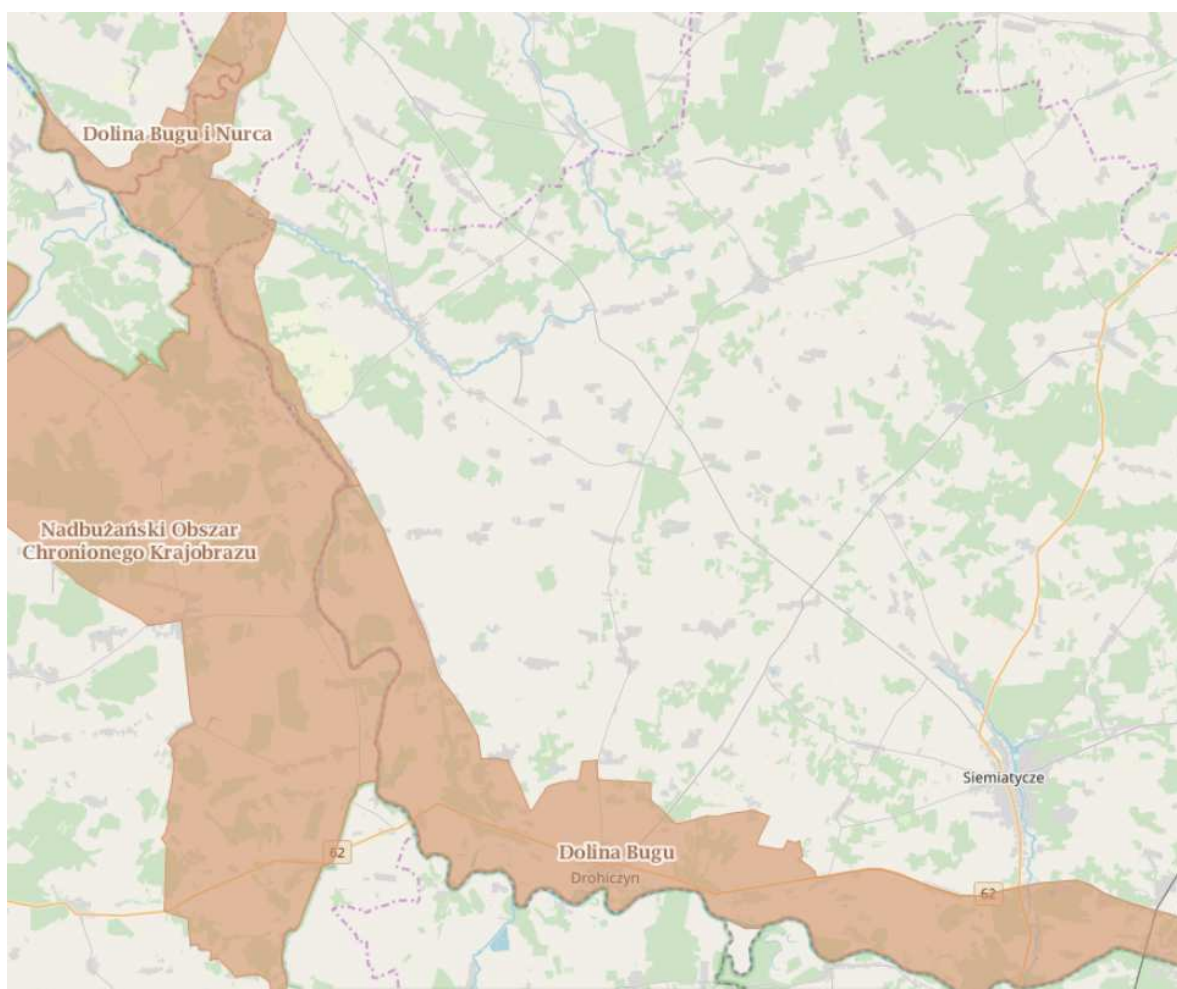 Dolina Bugu i Nurca
Nadbużański Obszar
Chronionego Krajobrazu
Siemiatycze
62
Dolina Bugu
Drohiczyn
62